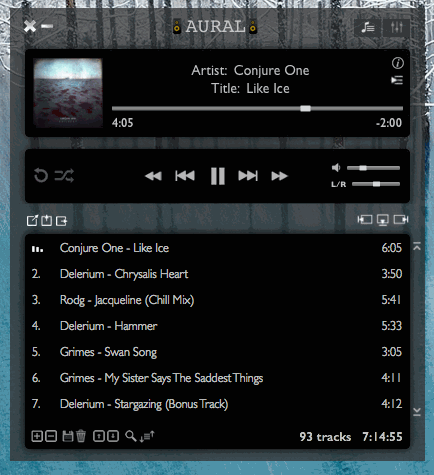 AURAL
Artist: Conjure One
Title: Like Ice
4:05 -2:00
L/R
Conjure One - Like Ice 6:05
2. Delerium - Chrysalis Heart 3:50
3. Rodg - Jacqueline (Chill Mix) 5:41
4. Delerium - Hammer 5:33
5. Grimes - Swan Song 3:05
6. Grimes - My Sister Says The Saddest Things 4:11
7. Delerium - Stargazing (Bonus Track) 4:12
93 tracks 7:14:55